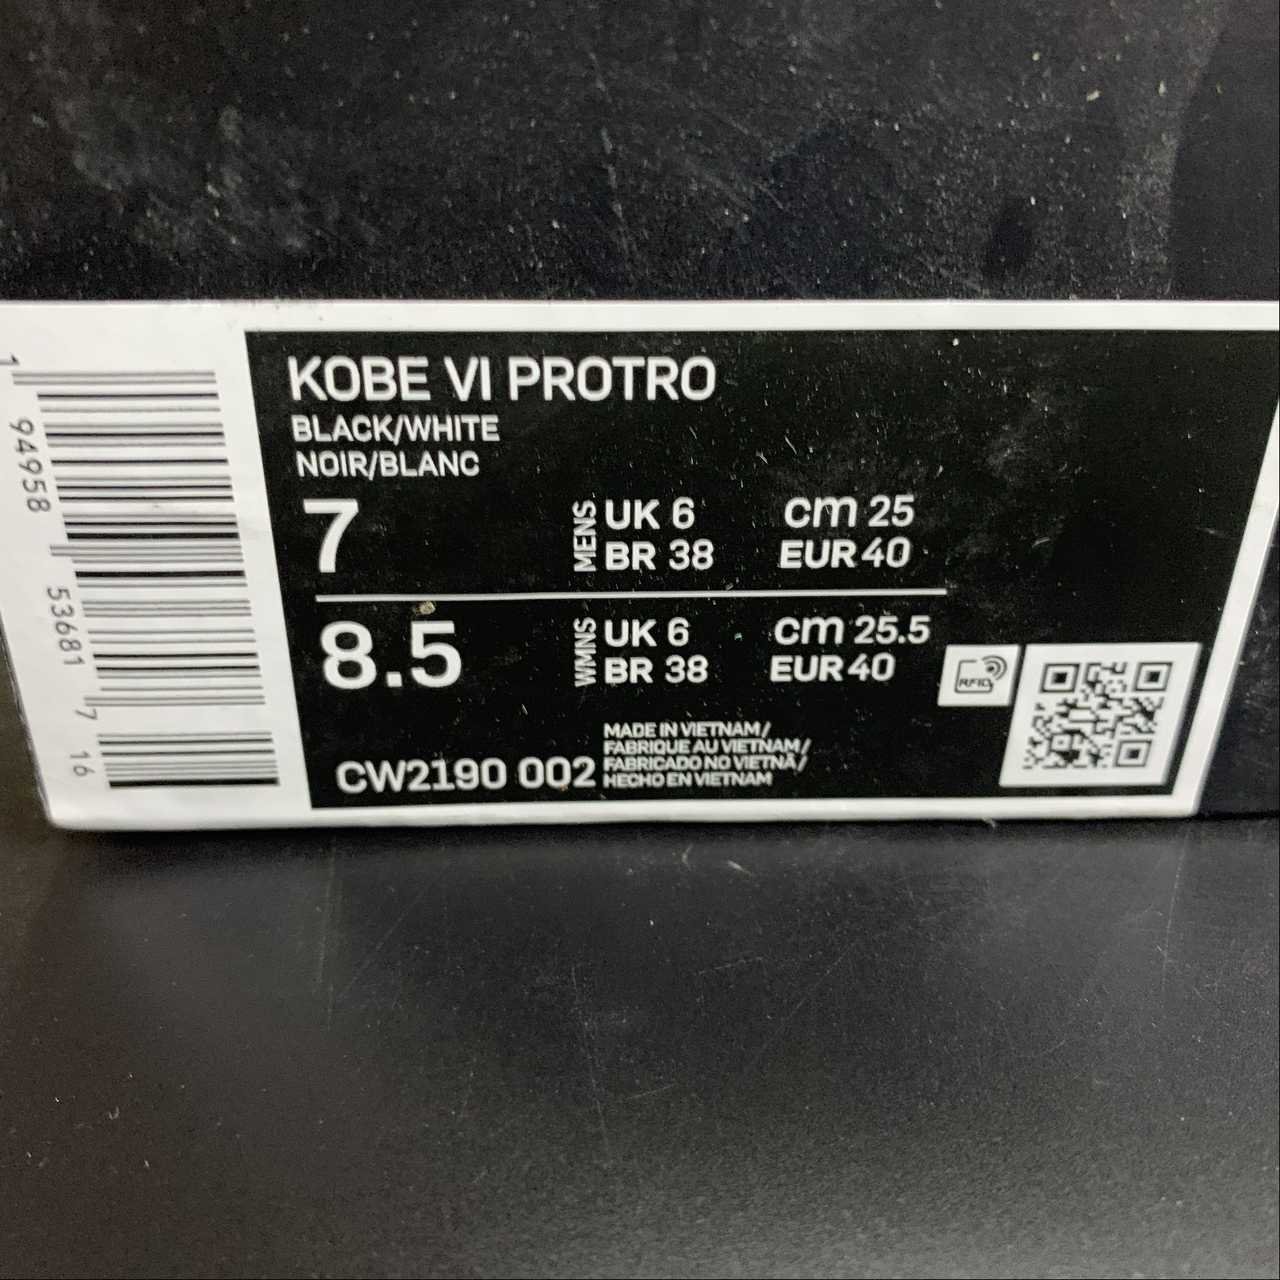 KOBE VI PROTRO
BLACK/WHITE
NOIR/BLANC
7 MENS UK 6 cm 25
BR 38 EUR 40
8.5 WMNS UK 6 cm 25.5
BR 38 EUR 40
RFID
MADE IN VIETNAM/
FABRIQUE AU VIETNAM/
FABRICADO NO VIETNÃ/
HECHO EN VIETNAM
CW2190 002
1 94958 53681 7 16